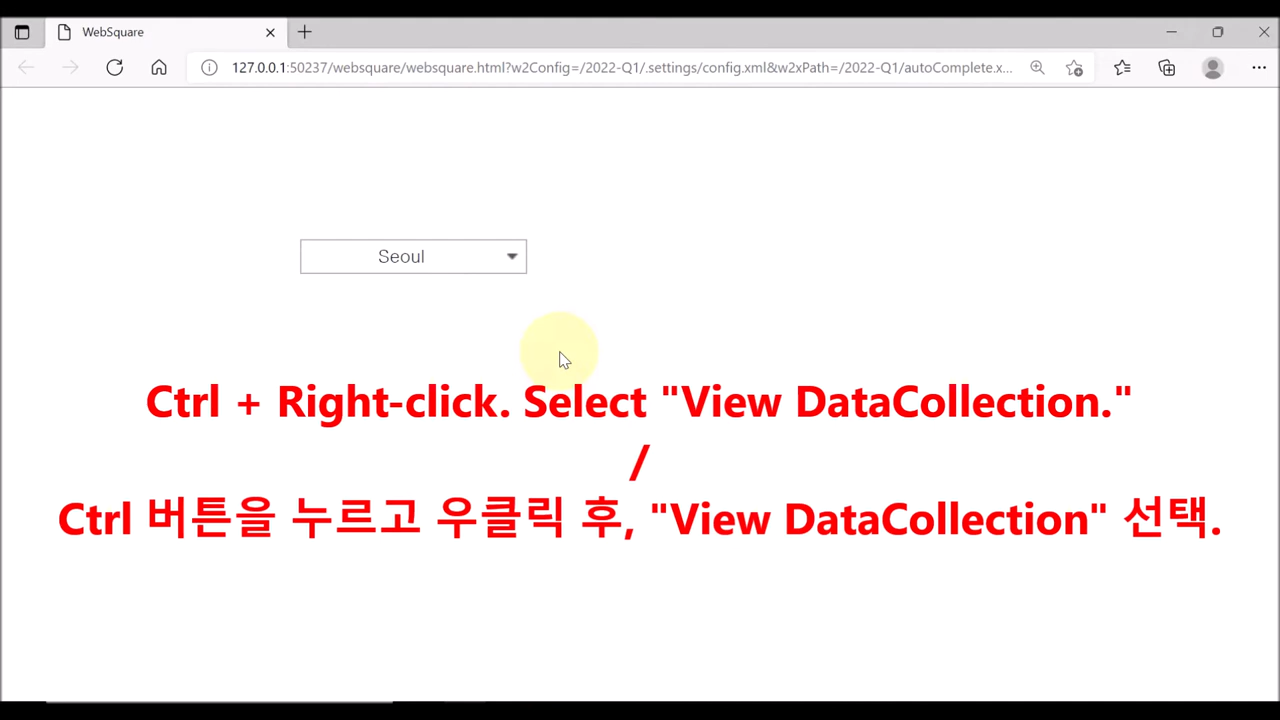 WebSquare
127.0.0.1:50237/websquare/websquare.html?w2Config=/2022-Q1/.settings/config.xml&w2xPath=/2022-Q1/autoComplete.x...
Seoul
Ctrl + Right-click. Select "View DataCollection."
/
Ctrl 버튼을 누르고 우클릭 후, "View DataCollection" 선택.